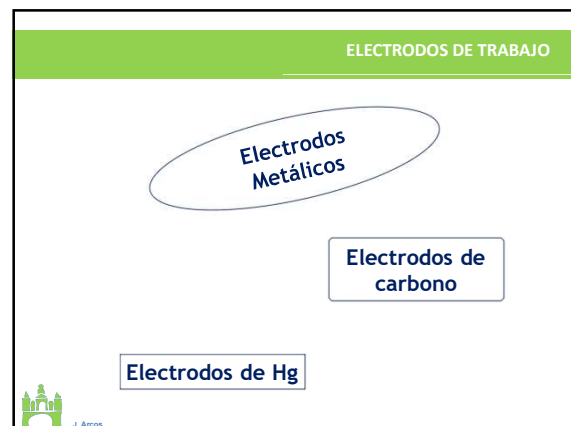 ELECTRODOS DE TRABAJO
Electrodos
Metálicos
Electrodos de
carbono
Electrodos de Hg
J. Arcos